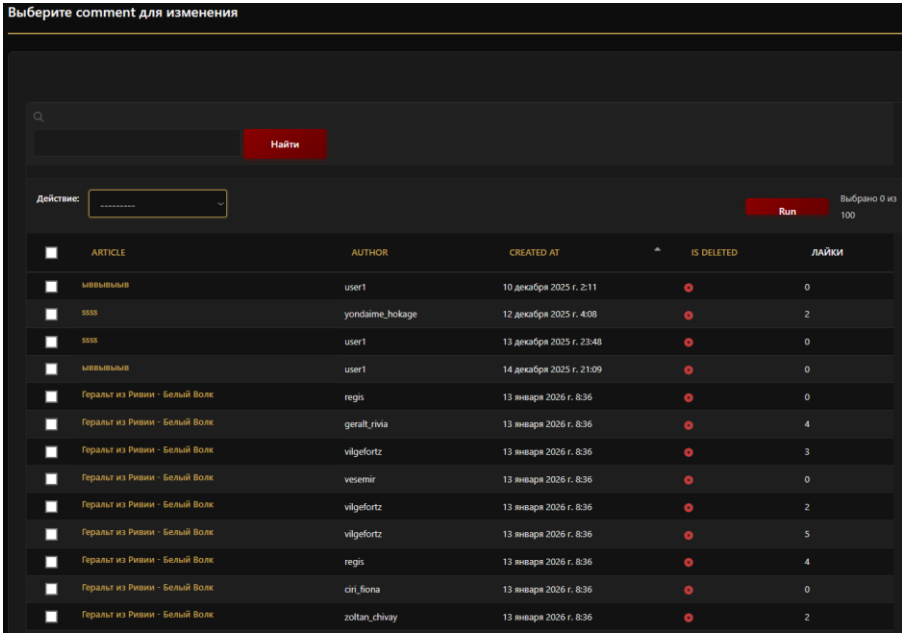 Выберите comment для изменения
Найти
Действие: --------- Run Выбрано 0 из
100
ARTICLE AUTHOR CREATED AT IS DELETED ЛАЙКИ
ыввывыыв user1 10 декабря 2025 г. 2:11 0
ssss yondaime_hokage 12 декабря 2025 г. 4:08 2
ssss user1 13 декабря 2025 г. 23:48 0
ыввывыыв user1 14 декабря 2025 г. 21:09 0
Геральт из Ривии - Белый Волк regis 13 января 2026 г. 8:36 0
Геральт из Ривии - Белый Волк geralt_rivia 13 января 2026 г. 8:36 4
Геральт из Ривии - Белый Волк vilgefortz 13 января 2026 г. 8:36 3
Геральт из Ривии - Белый Волк vesemir 13 января 2026 г. 8:36 0
Геральт из Ривии - Белый Волк vilgefortz 13 января 2026 г. 8:36 2
Геральт из Ривии - Белый Волк vilgefortz 13 января 2026 г. 8:36 5
Геральт из Ривии - Белый Волк regis 13 января 2026 г. 8:36 4
Геральт из Ривии - Белый Волк ciri_fiona 13 января 2026 г. 8:36 0
Геральт из Ривии - Белый Волк zoltan_chivay 13 января 2026 г. 8:36 2